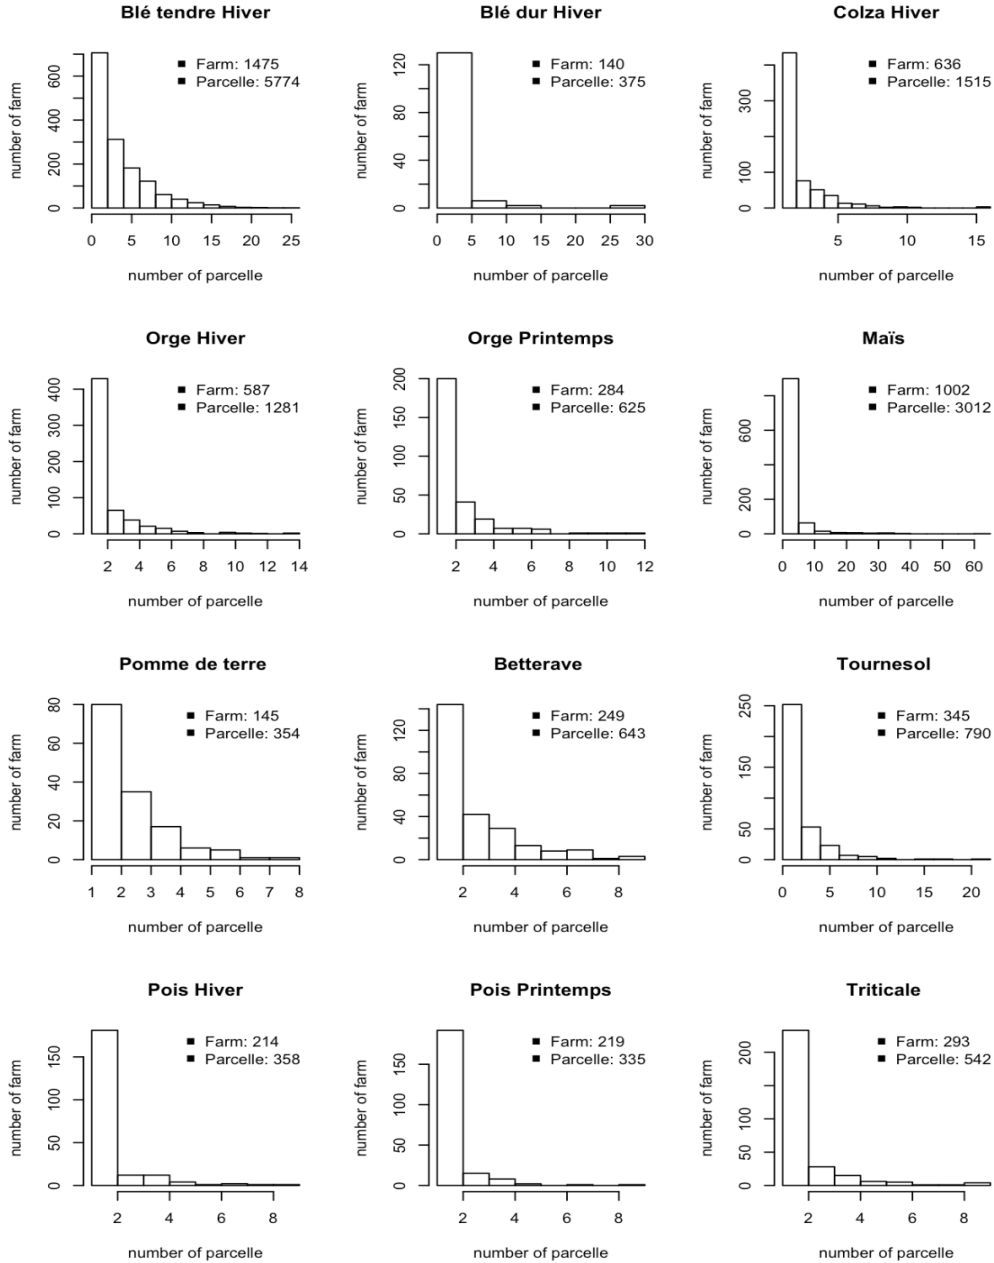 Blé tendre Hiver
Farm: 1475
Parcelle: 5774
number of farm
0 200 400 600
0 5 10 15 20 25
number of parcelle
Blé dur Hiver
Farm: 140
Parcelle: 375
number of farm
0 40 80 120
0 5 10 15 20 25 30
number of parcelle
Colza Hiver
Farm: 636
Parcelle: 1515
number of farm
0 100 300
5 10 15
number of parcelle
Orge Hiver
Farm: 587
Parcelle: 1281
number of farm
0 100 200 300 400
2 4 6 8 10 12 14
number of parcelle
Orge Printemps
Farm: 284
Parcelle: 625
number of farm
0 50 100 150 200
2 4 6 8 10 12
number of parcelle
Maïs
Farm: 1002
Parcelle: 3012
number of farm
0 200 600
0 10 20 30 40 50 60
number of parcelle
Pomme de terre
Farm: 145
Parcelle: 354
number of farm
0 20 40 60 80
1 2 3 4 5 6 7 8
number of parcelle
Betterave
Farm: 249
Parcelle: 643
number of farm
0 40 80 120
2 4 6 8
number of parcelle
Tournesol
Farm: 345
Parcelle: 790
number of farm
0 50 150 250
0 5 10 15 20
number of parcelle
Pois Hiver
Farm: 214
Parcelle: 358
number of farm
0 50 100 150
2 4 6 8
number of parcelle
Pois Printemps
Farm: 219
Parcelle: 335
number of farm
0 50 100 150
2 4 6 8
number of parcelle
Triticale
Farm: 293
Parcelle: 542
number of farm
0 50 100 200
2 4 6 8
number of parcelle